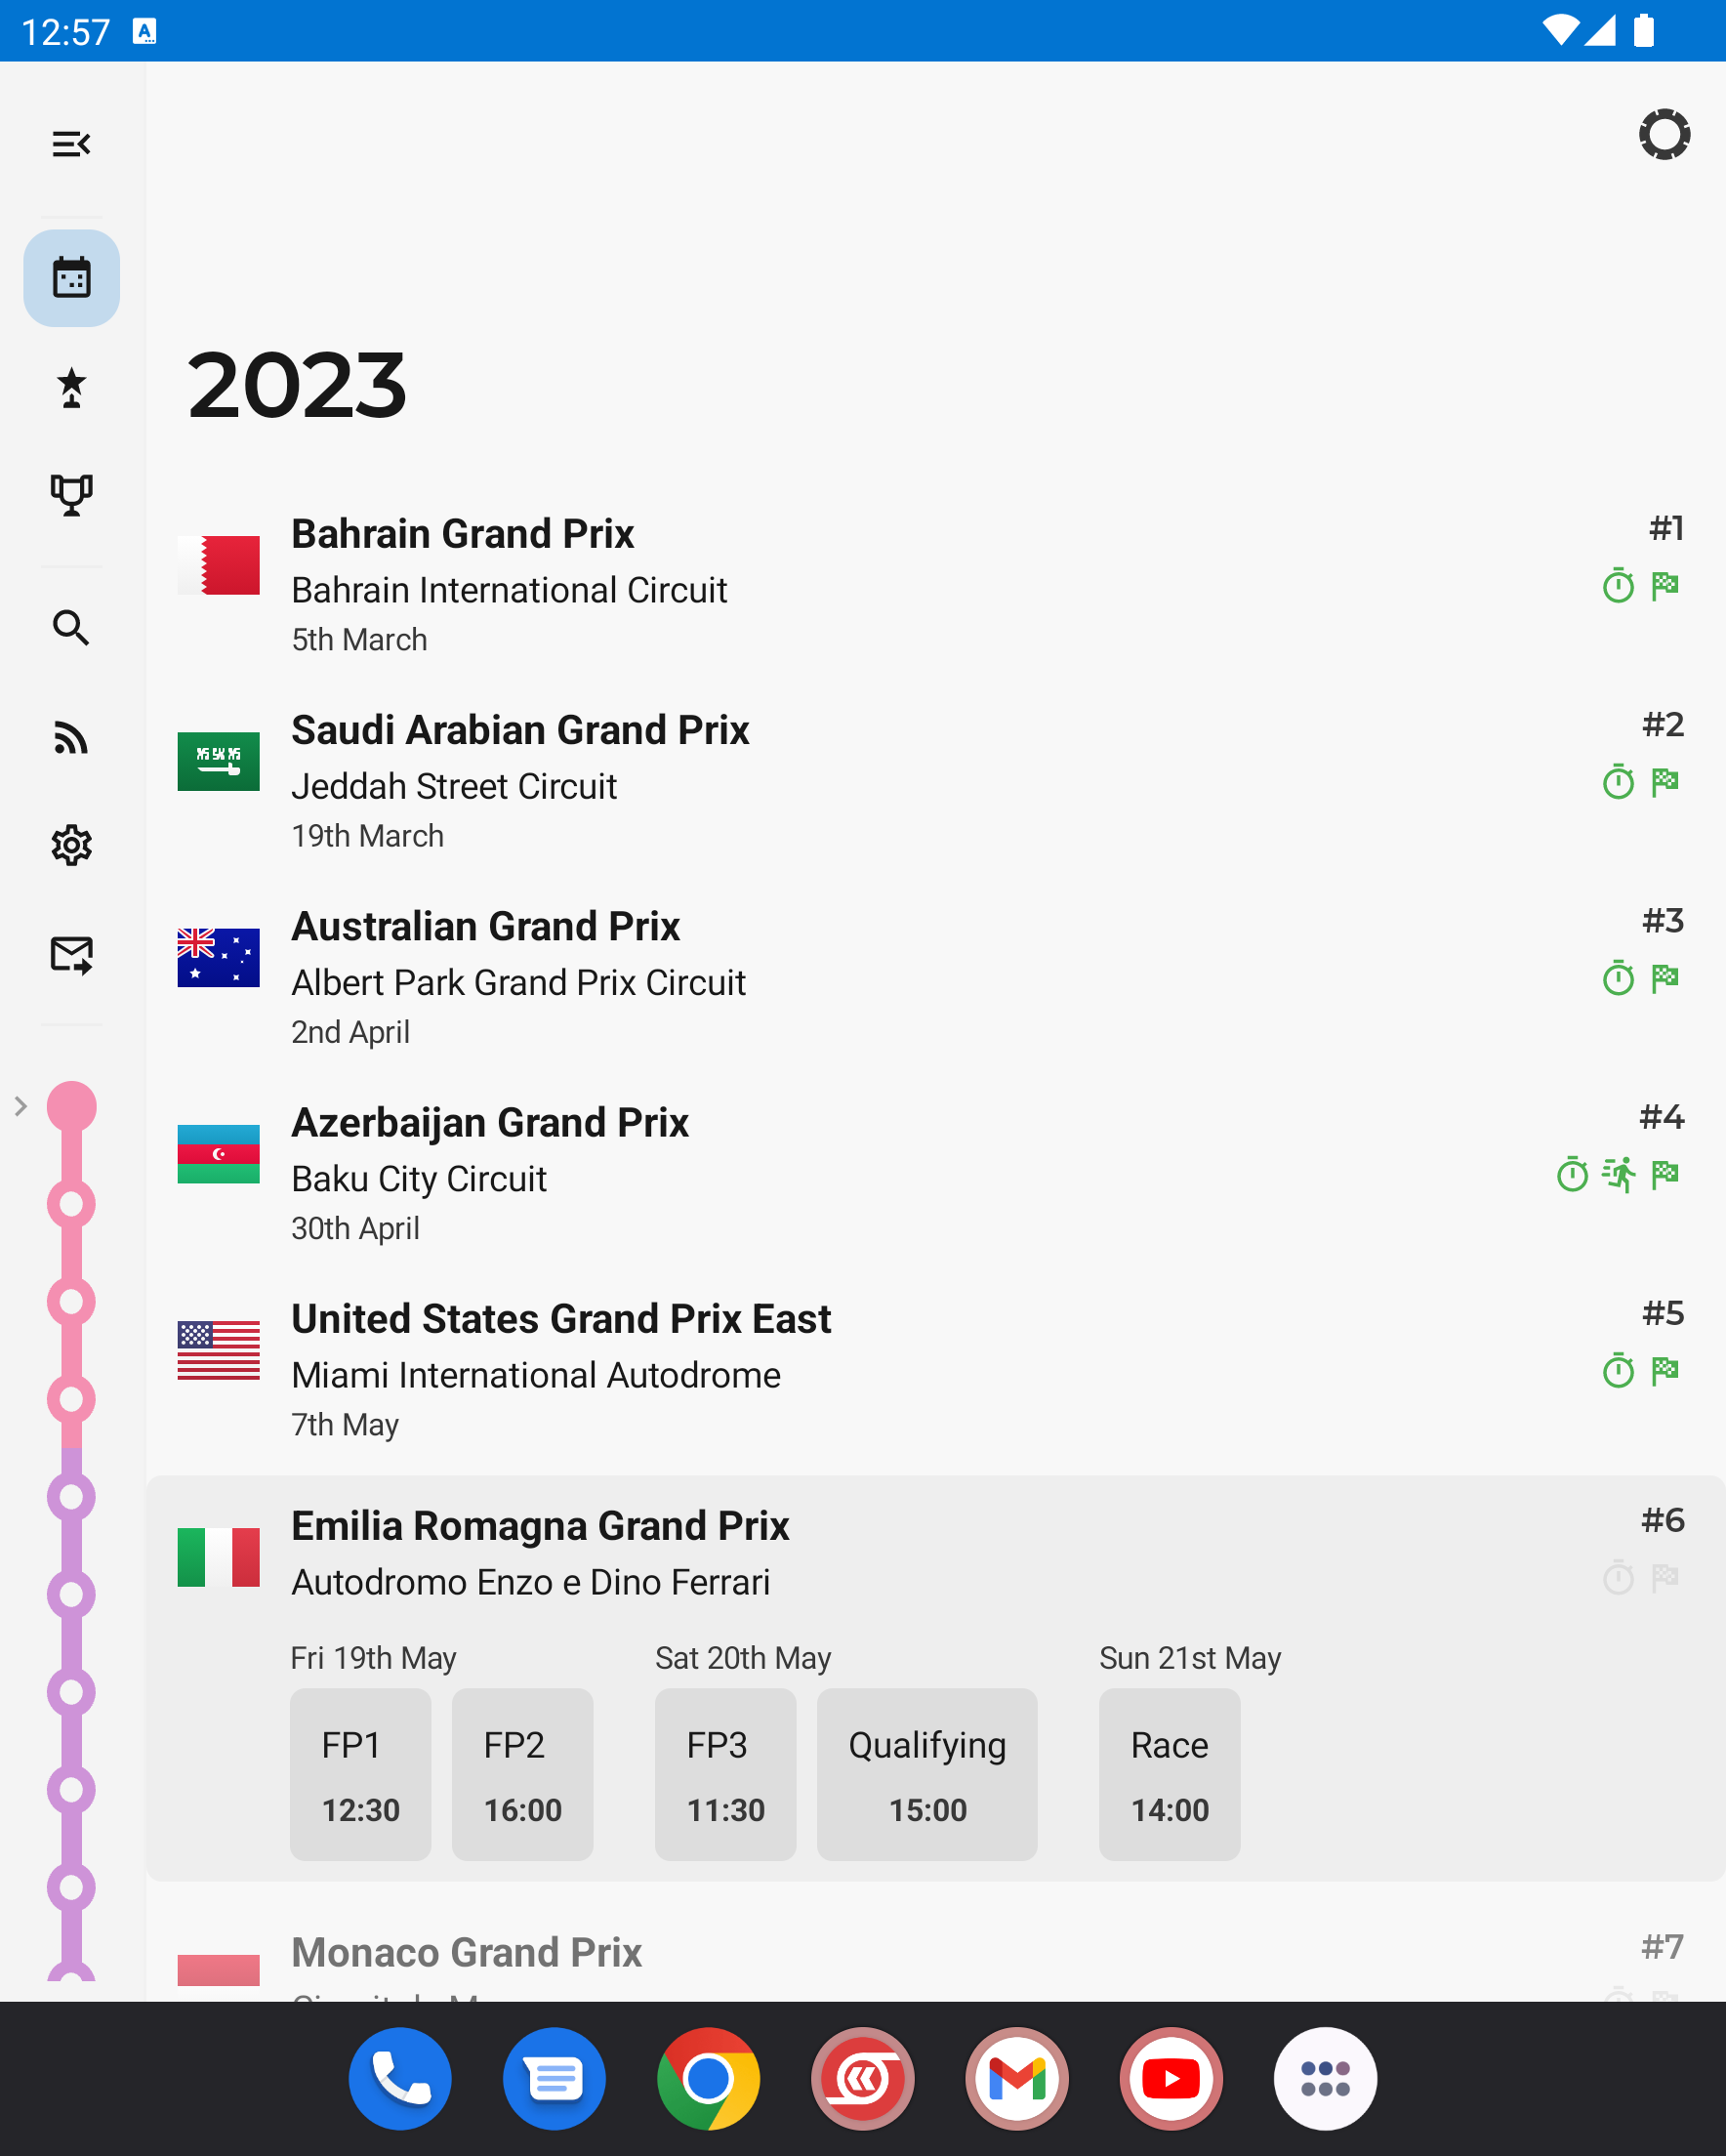 12:57
2023
Bahrain Grand Prix
#1
Bahrain International Circuit
5th March
Saudi Arabian Grand Prix
#2
Jeddah Street Circuit
19th March
Australian Grand Prix
#3
Albert Park Grand Prix Circuit
2nd April
Azerbaijan Grand Prix
#4
Baku City Circuit
30th April
United States Grand Prix East
#5
Miami International Autodrome
7th May
Emilia Romagna Grand Prix
#6
Autodromo Enzo e Dino Ferrari
Fri 19th May Sat 20th May Sun 21st May
FP1 FP2 FP3 Qualifying Race
12:30 16:00 11:30 15:00 14:00
Monaco Grand Prix
#7